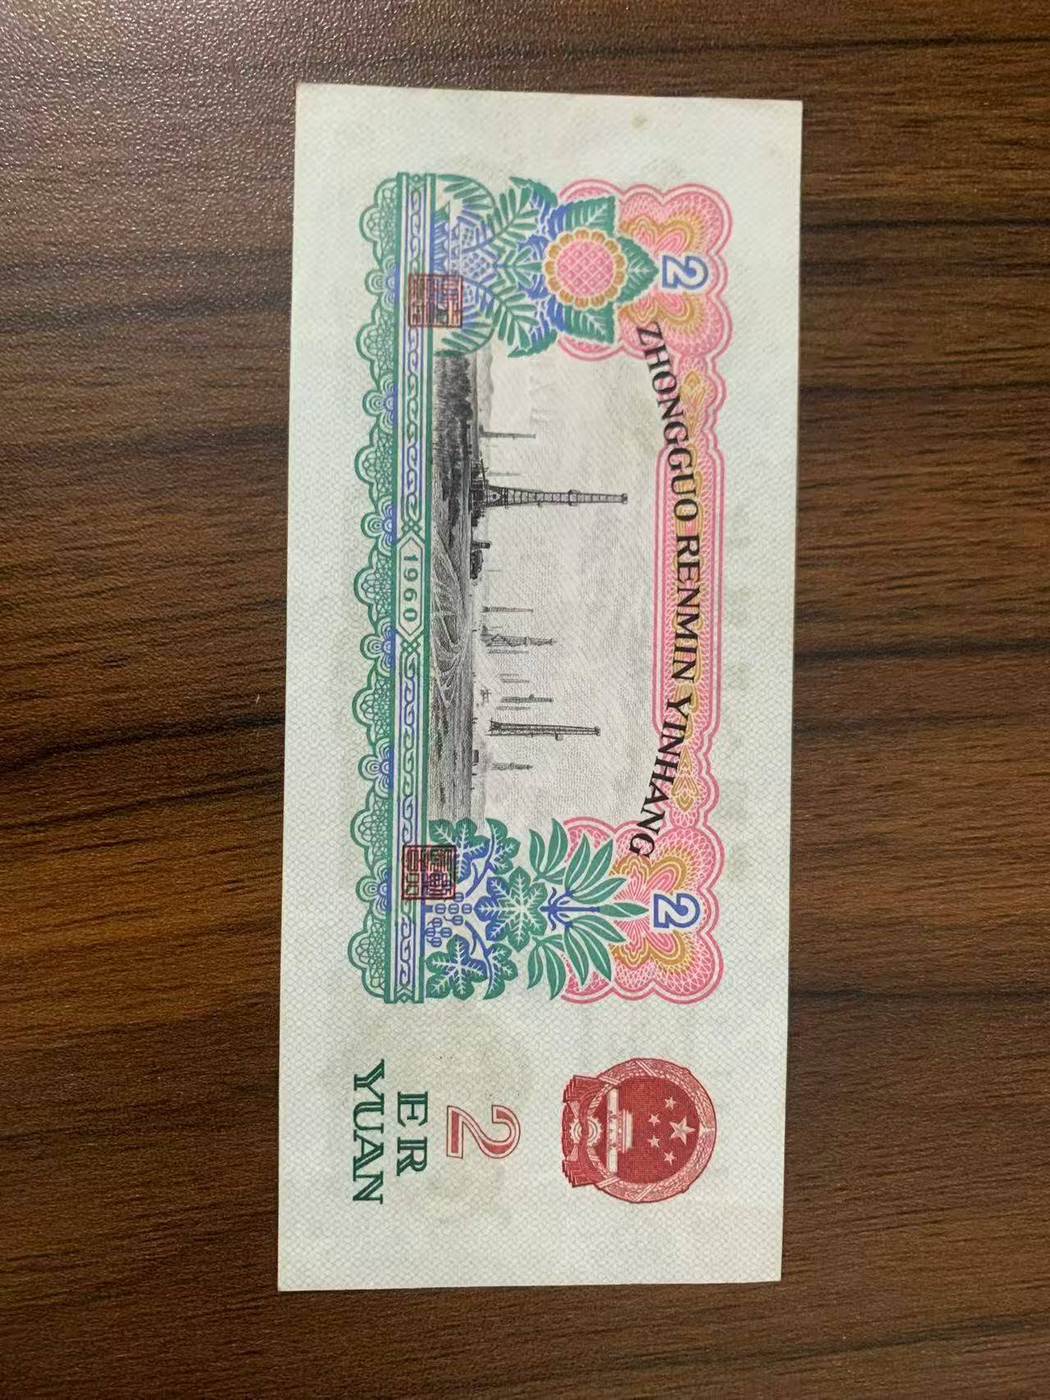 ZHONGGUO RENMIN YINHANG
2
2
1960
2
ER
YUAN